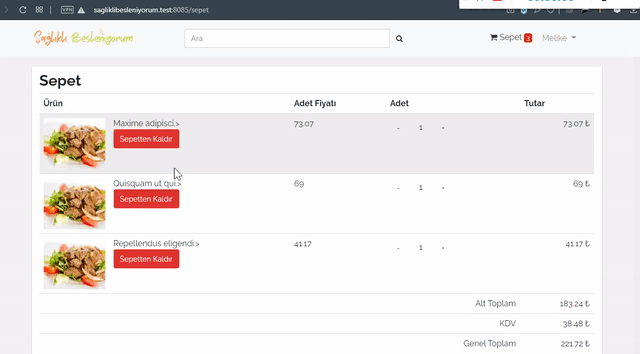 VPN sagliklibesleniyorum.test:8085/sepet
Sağlıklı Besleniyorum
Ara
Sepet 3 Melike
Sepet
Ürün Adet Fiyatı Adet Tutar
Maxime adipisci.> 73.07 - 1 + 73.07 ₺
Sepetten Kaldır
Quisquam ut qui.> 69 - 1 + 69 ₺
Sepetten Kaldır
Repellendus eligendi.> 41.17 - 1 + 41.17 ₺
Sepetten Kaldır
Alt Toplam 183.24 ₺
KDV 38.48 ₺
Genel Toplam 221.72 ₺